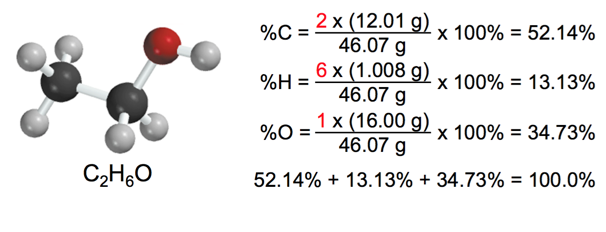 %C = 2 x (12.01 g) / 46.07 g x 100% = 52.14%
%H = 6 x (1.008 g) / 46.07 g x 100% = 13.13%
%O = 1 x (16.00 g) / 46.07 g x 100% = 34.73%
C₂H₆O
52.14% + 13.13% + 34.73% = 100.0%